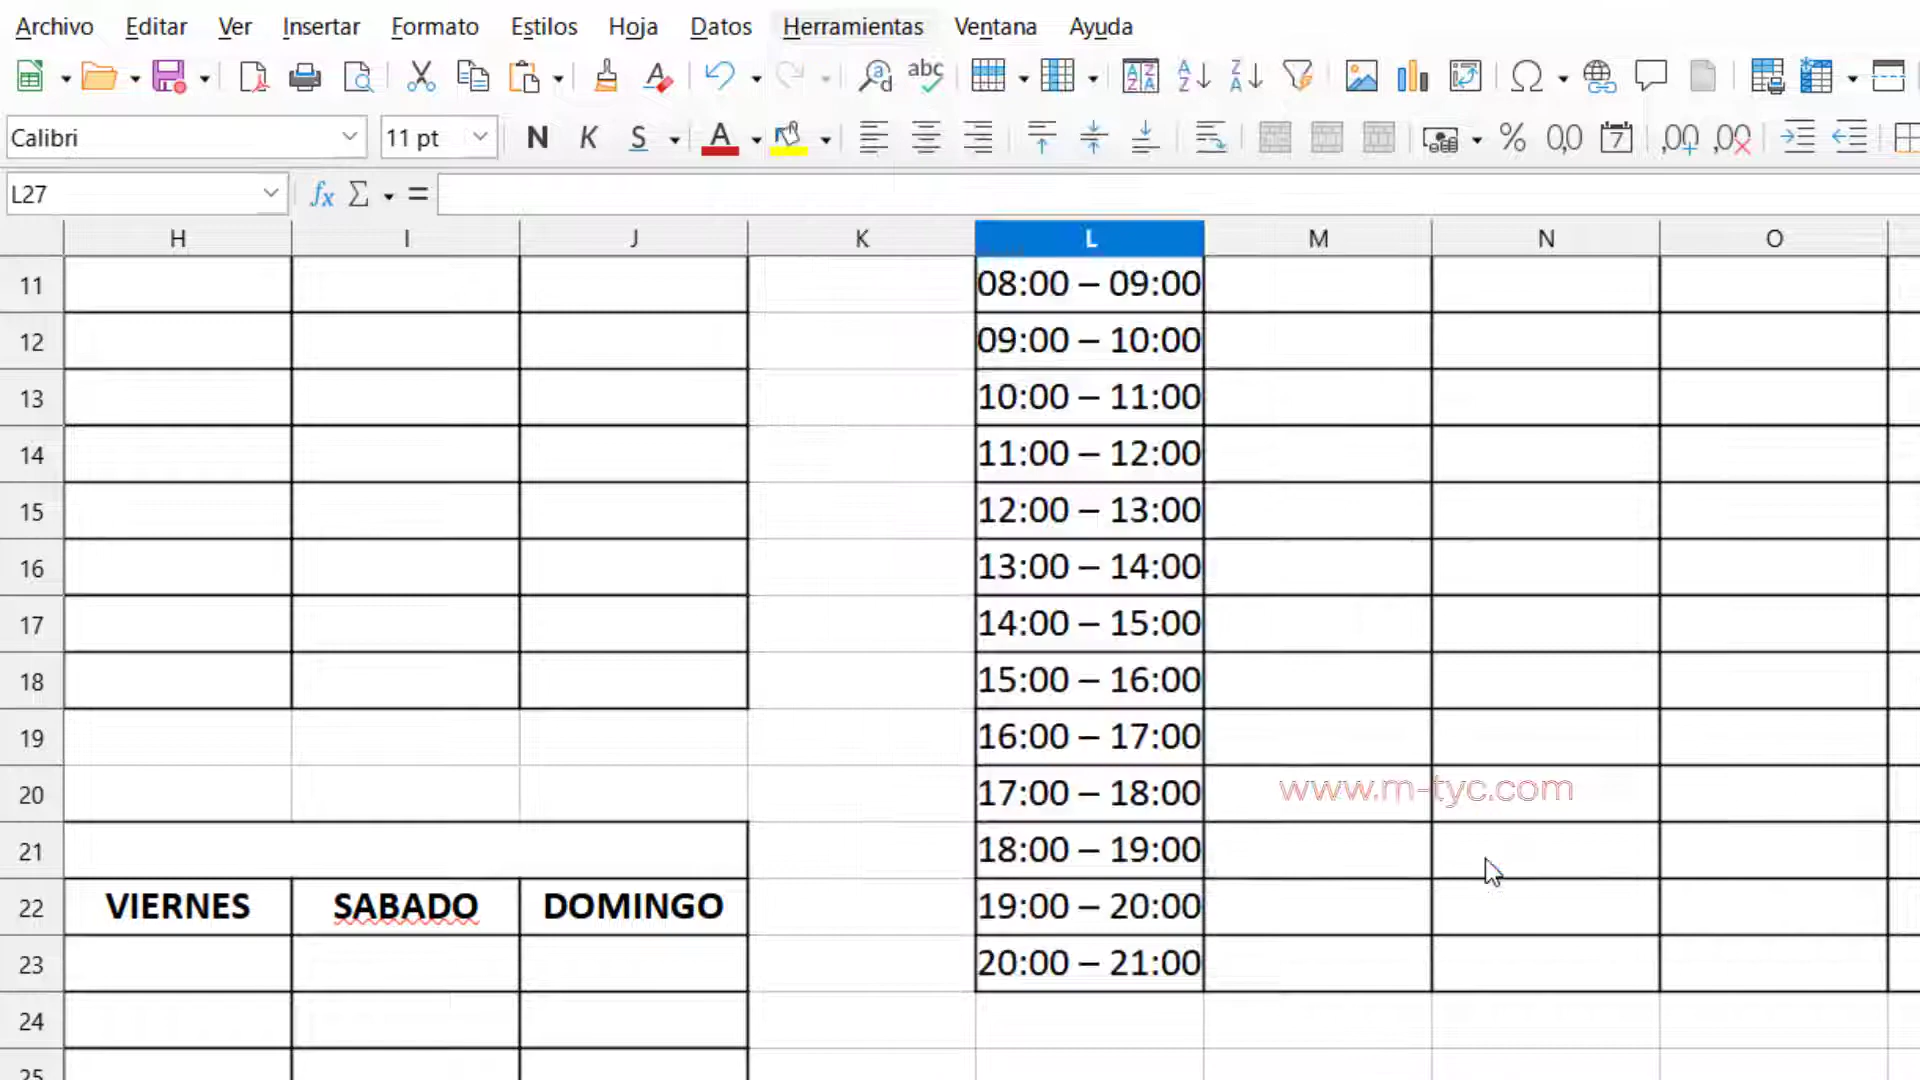 Archivo Editar Ver Insertar Formato Estilos Hoja Datos Herramientas Ventana Ayuda
Calibri 11 pt N K S A % 0,0 7 ,00 ,00
L27 fx Σ =
H I J K L M N O
11 08:00 – 09:00
12 09:00 – 10:00
13 10:00 – 11:00
14 11:00 – 12:00
15 12:00 – 13:00
16 13:00 – 14:00
17 14:00 – 15:00
18 15:00 – 16:00
19 16:00 – 17:00
20 17:00 – 18:00 www.m-tyc.com
21 18:00 – 19:00
22 VIERNES SABADO DOMINGO 19:00 – 20:00
23 20:00 – 21:00
24
25